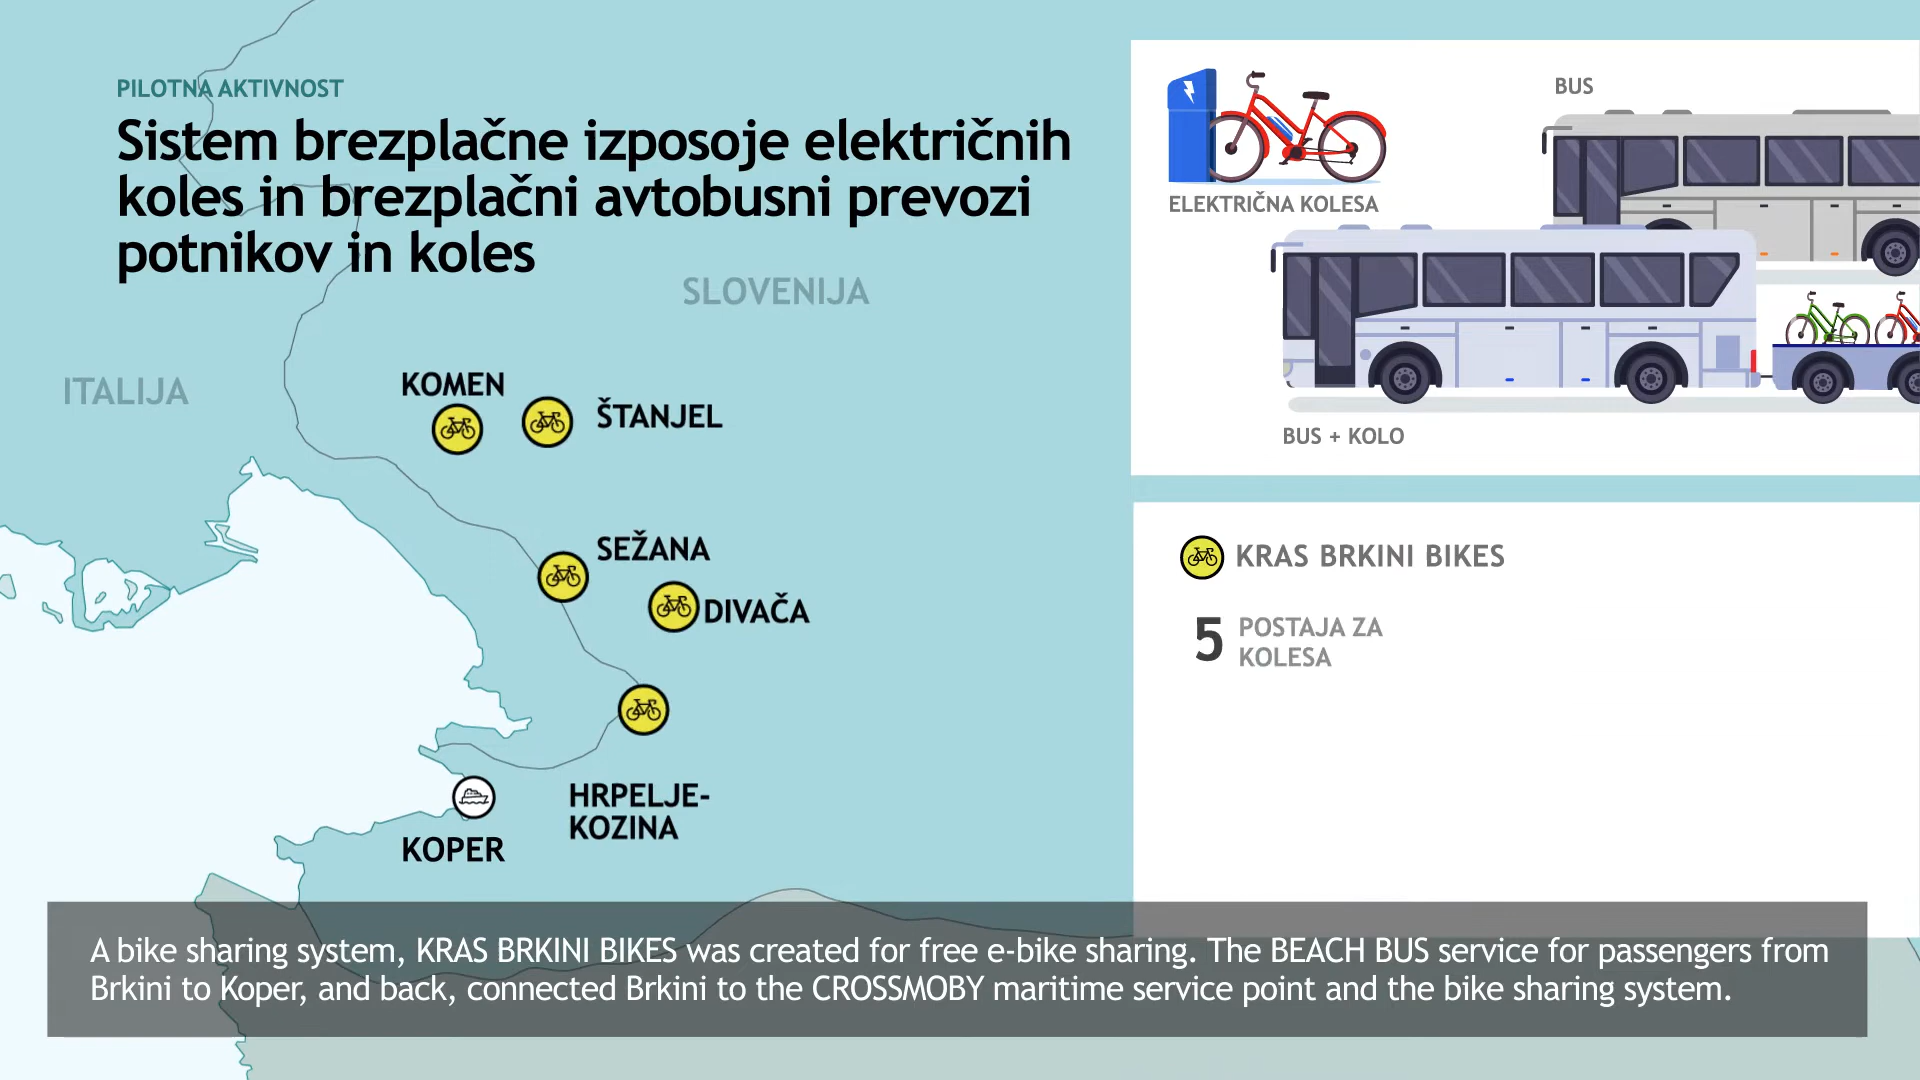 PILOTNA AKTIVNOST
Sistem brezplačne izposoje električnih
koles in brezplačni avtobusni prevozi
potnikov in koles
SLOVENIJA
ITALIJA
KOMEN
ŠTANJEL
SEŽANA
DIVAČA
HRPELJE-
KOZINA
KOPER
BUS
ELEKTRIČNA KOLESA
BUS + KOLO
KRAS BRKINI BIKES
5 POSTAJA ZA
KOLESA
A bike sharing system, KRAS BRKINI BIKES was created for free e-bike sharing. The BEACH BUS service for passengers from
Brkini to Koper, and back, connected Brkini to the CROSSMOBY maritime service point and the bike sharing system.